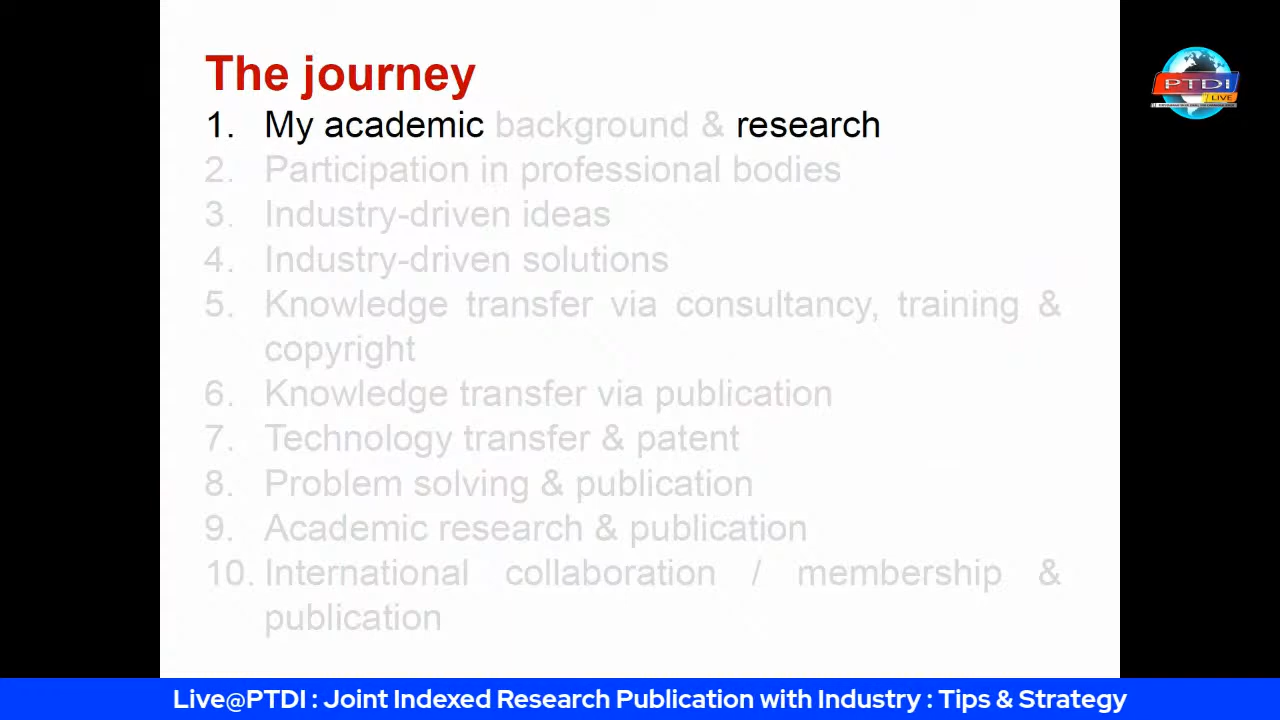 The journey
1. My academic background & research
2. Participation in professional bodies
3. Industry-driven ideas
4. Industry-driven solutions
5. Knowledge transfer via consultancy, training &
copyright
6. Knowledge transfer via publication
7. Technology transfer & patent
8. Problem solving & publication
9. Academic research & publication
10. International collaboration / membership &
publication
PTDI
LIVE
Live@PTDI : Joint Indexed Research Publication with Industry : Tips & Strategy